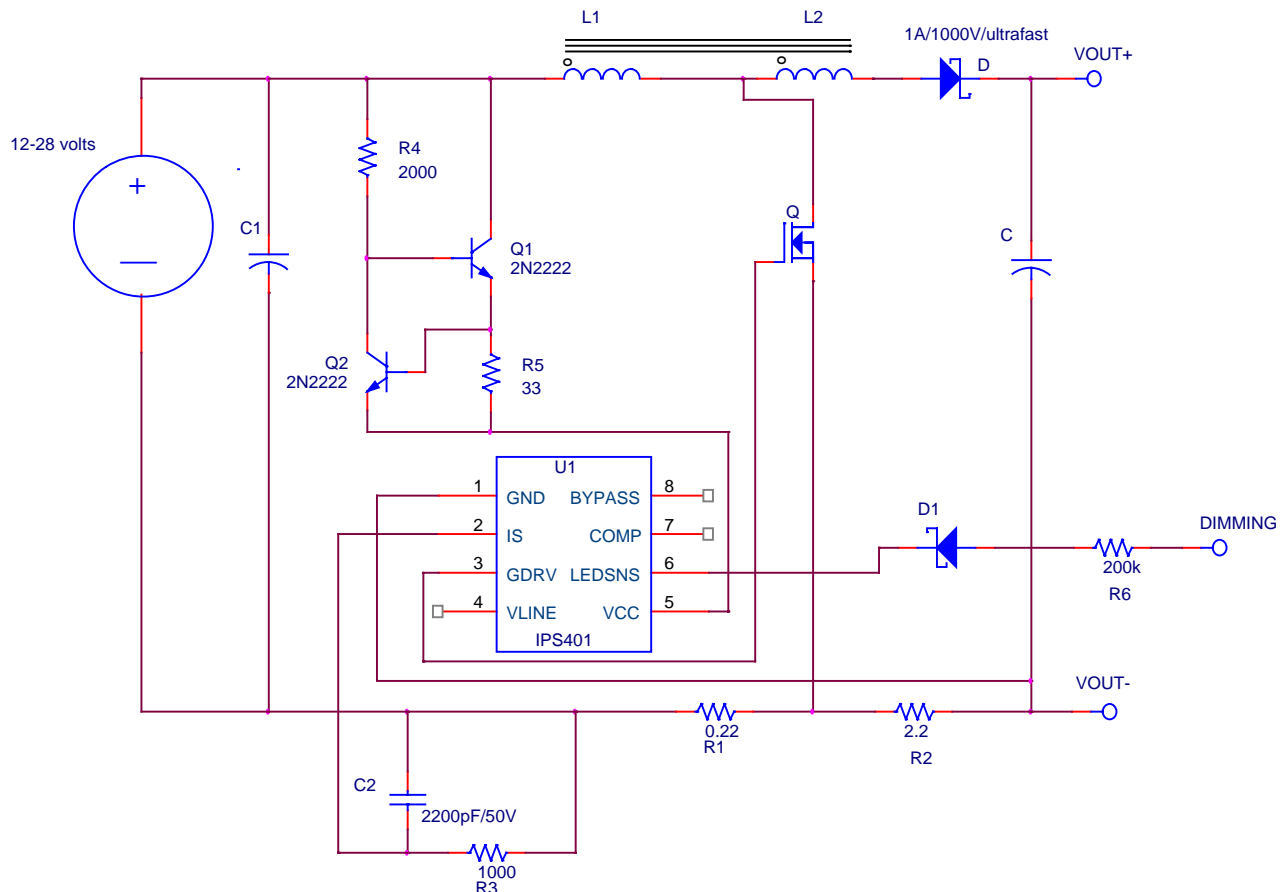 L1
L2
1A/1000V/ultrafast
D
VOUT+
12-28 volts
R4
2000
C1
Q
Q1
2N2222
C
Q2
2N2222
R5
33
U1
1 GND BYPASS 8
2 IS COMP 7
3 GDRV LEDSNS 6
4 VLINE VCC 5
IPS401
D1
DIMMING
200k
R6
VOUT-
0.22
R1
2.2
R2
C2
2200pF/50V
1000
R3